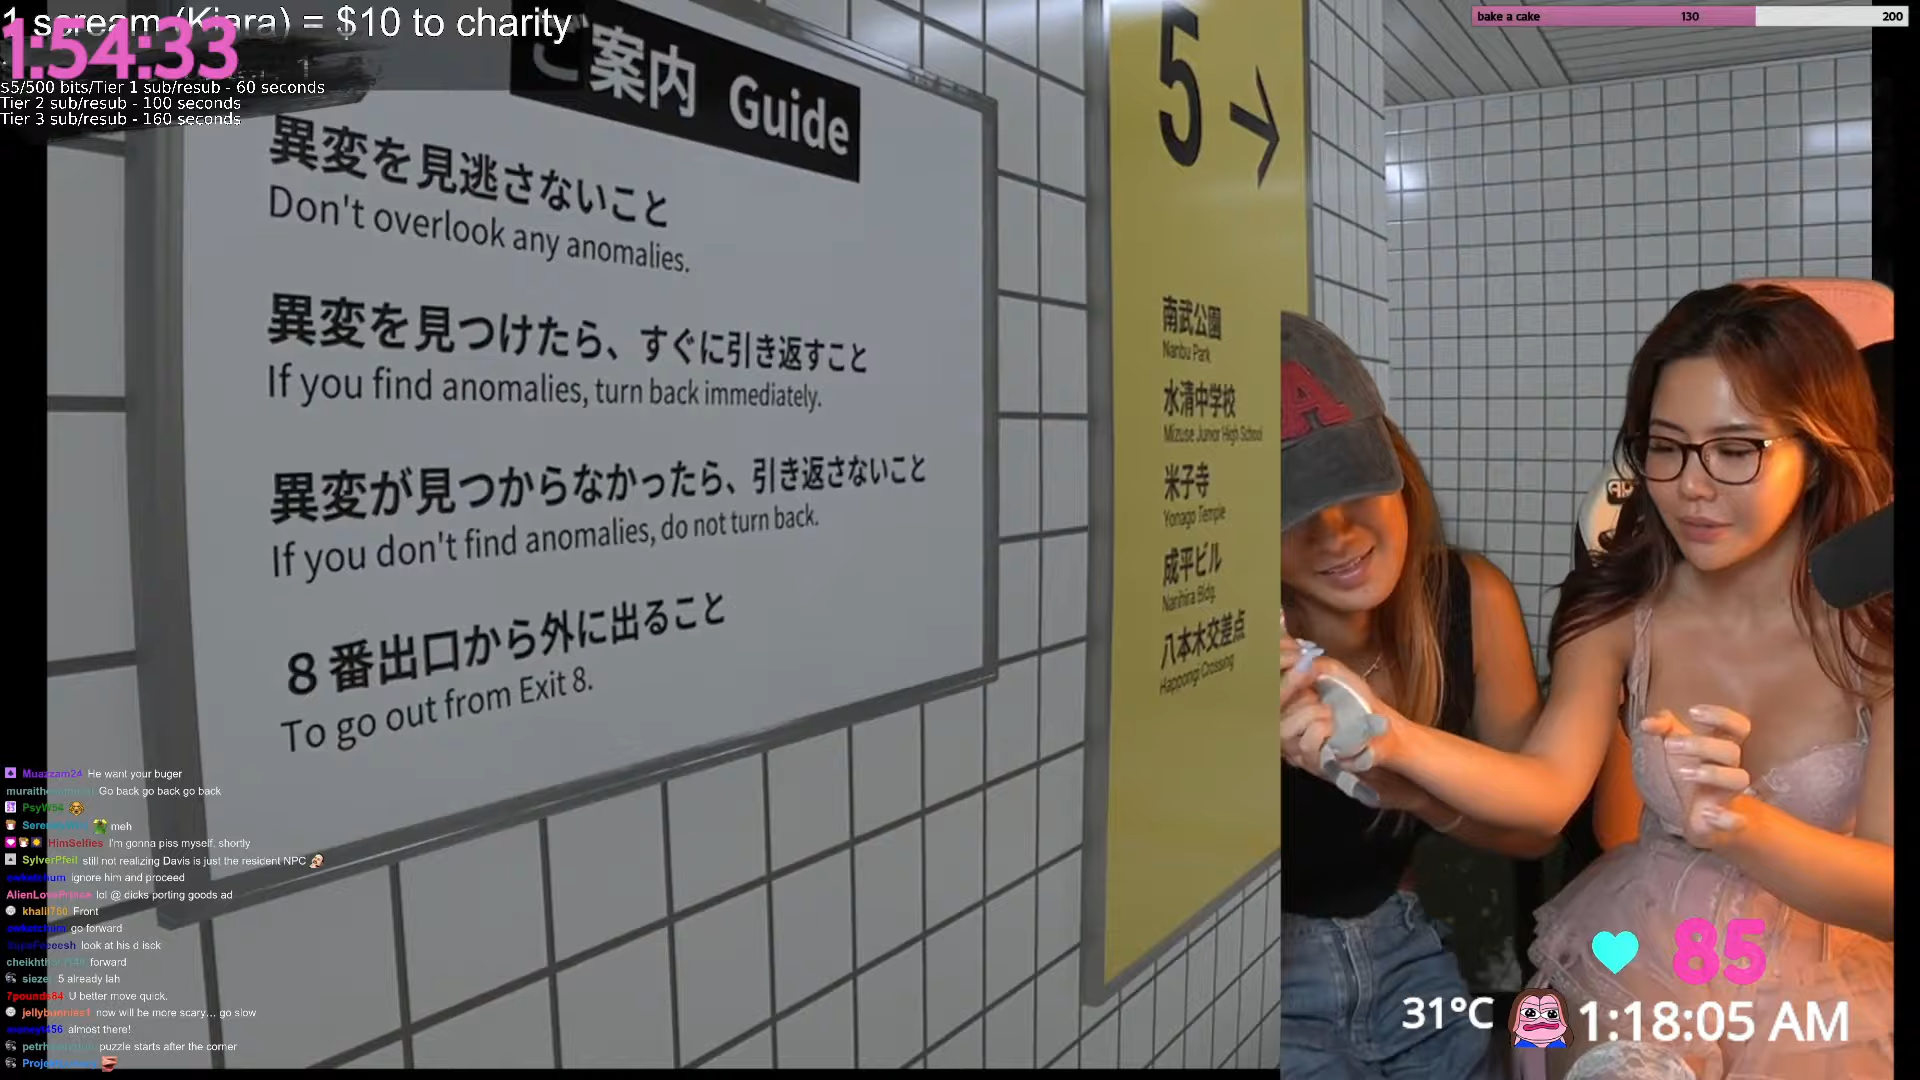 1 scream (Kiara) = $10 to charity
1:54:33
$5/500 bits/Tier 1 sub/resub - 60 seconds
Tier 2 sub/resub - 100 seconds
Tier 3 sub/resub - 160 seconds
bake a cake 130 200
ご案内 Guide
異変を見逃さないこと
Don't overlook any anomalies.
異変を見つけたら、すぐに引き返すこと
If you find anomalies, turn back immediately.
異変が見つからなかったら、引き返さないこと
If you don't find anomalies, do not turn back.
8番出口から外に出ること
To go out from Exit 8.
5→
南武公園
Nanbu Park
水清中学校
Mizuse Junior High School
米子寺
Yonago Temple
成平ビル
Narihira Bldg.
八本木交差点
Happongi Crossing
A
Muazzam24 He want your buger
Go back go back go back
PsyW54
meh
HimSelfies I'm gonna piss myself, shortly
SylverPfeil still not realizing Davis is just the resident NPC
ignore him and proceed
lol @ dicks porting goods ad
khalil760 Front
go forward
look at his d isck
forward
5 already lah
U better move quick.
now will be more scary… go slow
almost there!
puzzle starts after the corner
85
31°C
1:18:05 AM